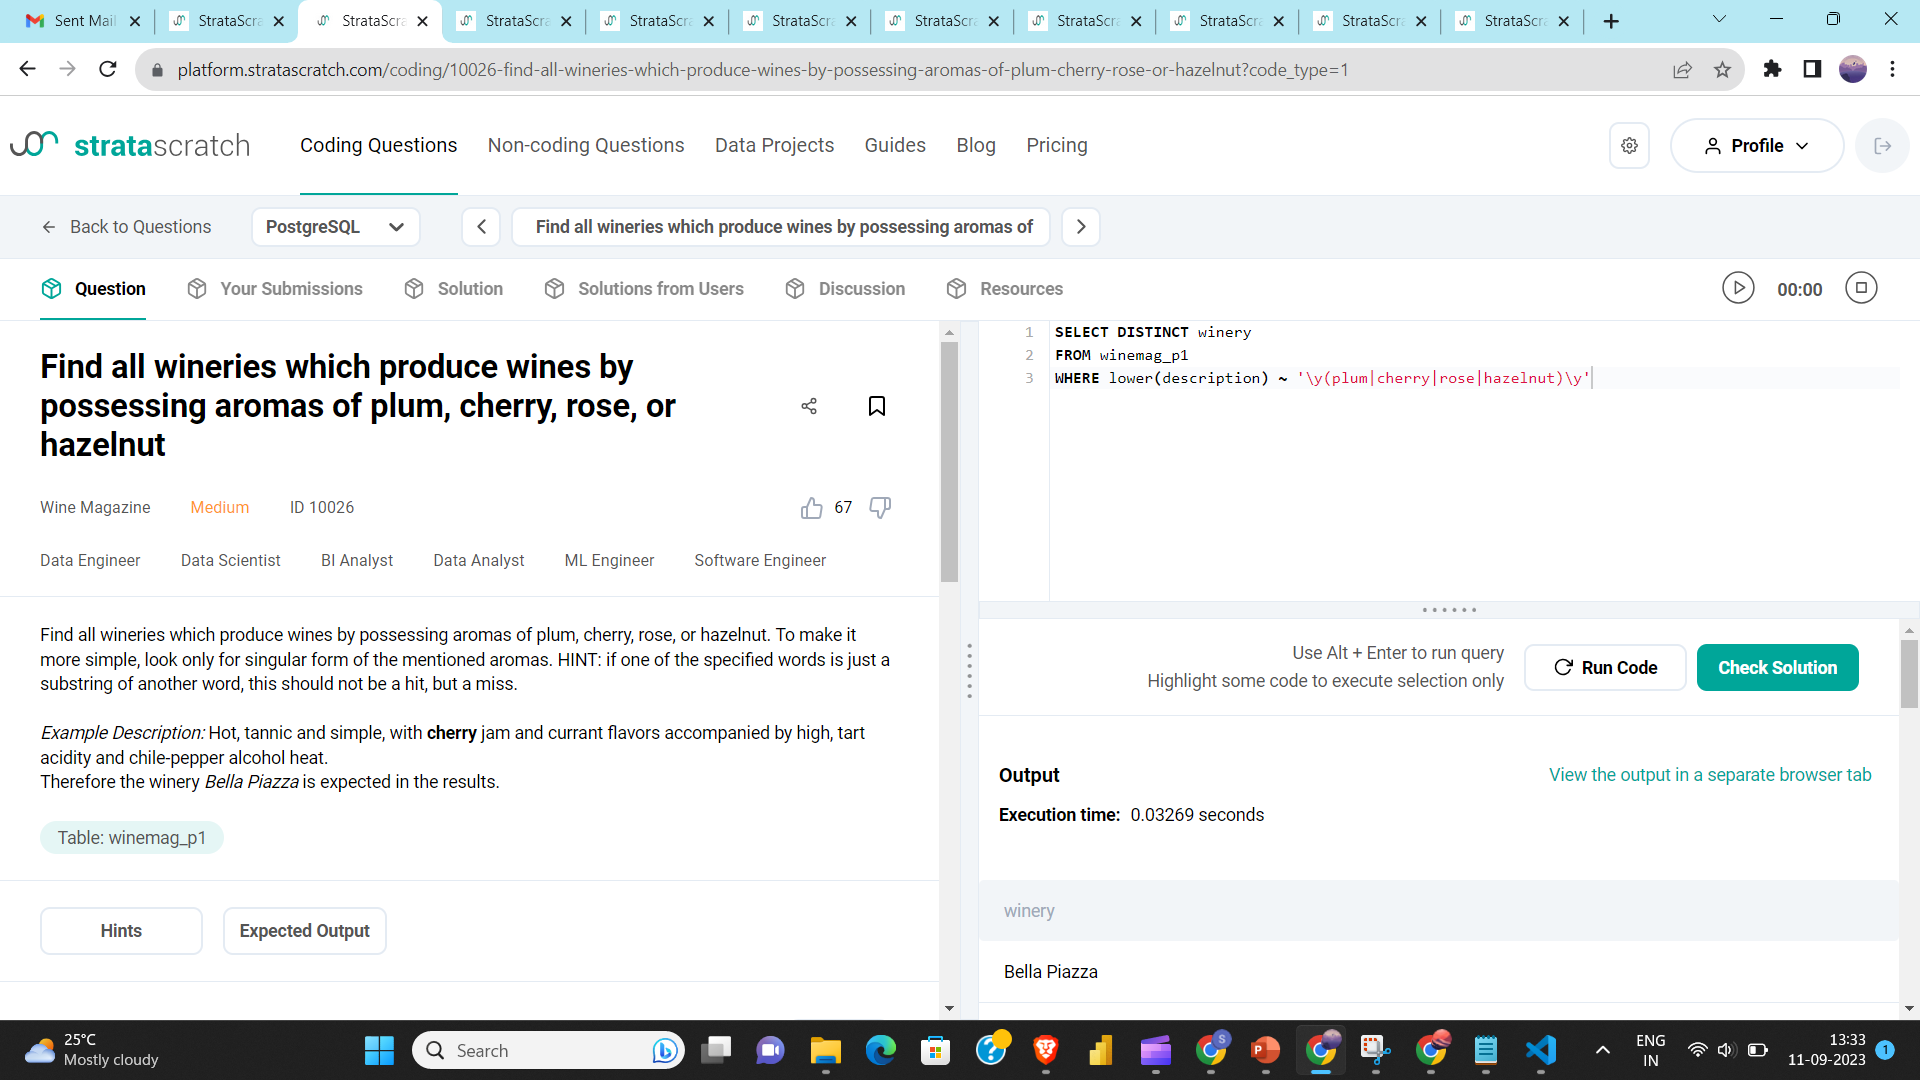 Sent Mail
StrataScra
StrataScra
StrataScra
StrataScra
StrataScra
StrataScra
StrataScra
StrataScra
StrataScra
StrataScra
platform.stratascratch.com/coding/10026-find-all-wineries-which-produce-wines-by-possessing-aromas-of-plum-cherry-rose-or-hazelnut?code_type=1
stratascratch
Coding Questions
Non-coding Questions
Data Projects
Guides
Blog
Pricing
Profile
Back to Questions
PostgreSQL
Find all wineries which produce wines by possessing aromas of
Question
Your Submissions
Solution
Solutions from Users
Discussion
Resources
00:00
Find all wineries which produce wines by
possessing aromas of plum, cherry, rose, or
hazelnut
Wine Magazine
Medium
ID 10026
67
Data Engineer
Data Scientist
BI Analyst
Data Analyst
ML Engineer
Software Engineer
Find all wineries which produce wines by possessing aromas of plum, cherry, rose, or hazelnut. To make it
more simple, look only for singular form of the mentioned aromas. HINT: if one of the specified words is just a
substring of another word, this should not be a hit, but a miss.
Example Description: Hot, tannic and simple, with cherry jam and currant flavors accompanied by high, tart
acidity and chile-pepper alcohol heat.
Therefore the winery Bella Piazza is expected in the results.
Table: winemag_p1
Hints
Expected Output
1 SELECT DISTINCT winery
2 FROM winemag_p1
3 WHERE lower(description) ~ '\y(plum|cherry|rose|hazelnut)\y'
Use Alt + Enter to run query
Highlight some code to execute selection only
Run Code
Check Solution
Output
View the output in a separate browser tab
Execution time: 0.03269 seconds
winery
Bella Piazza
25°C
Mostly cloudy
Search
S
ENG
IN
13:33
11-09-2023
1